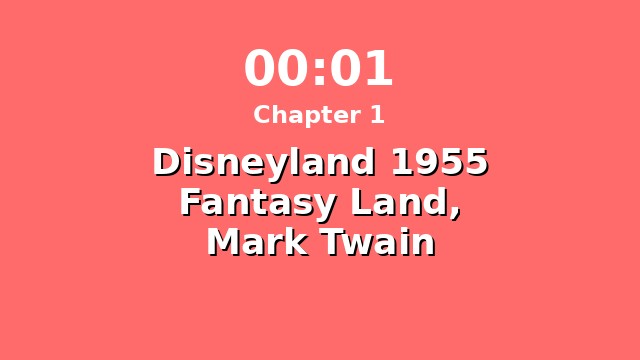 00:01
Chapter 1
Disneyland 1955
Fantasy Land,
Mark Twain